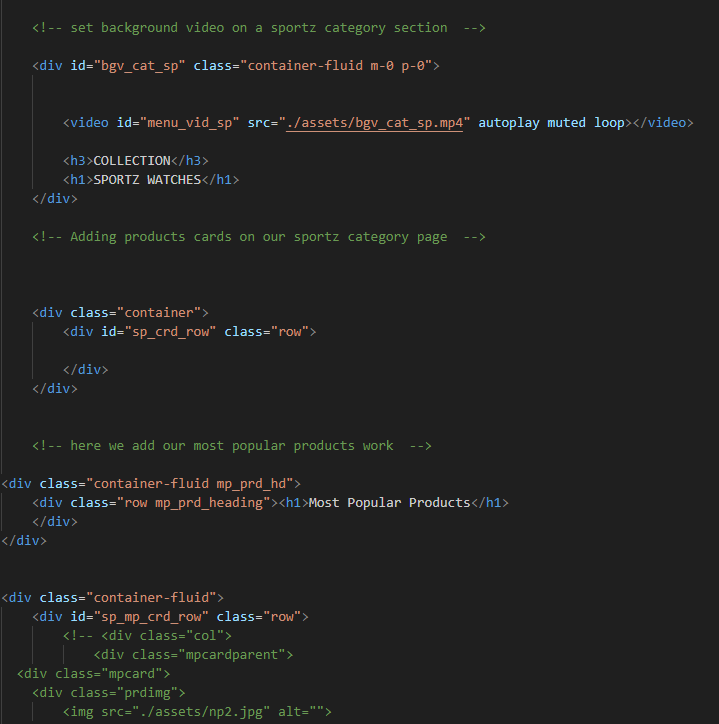 <!-- set background video on a sportz category section  -->
<div id="bgv_cat_sp" class="container-fluid m-0 p-0">
<video id="menu_vid_sp" src="./assets/bgv_cat_sp.mp4" autoplay muted loop></video>
<h3>COLLECTION</h3>
<h1>SPORTZ WATCHES</h1>
</div>
<!-- Adding products cards on our sportz category page  -->
<div class="container">
<div id="sp_crd_row" class="row">
</div>
</div>
<!-- here we add our most popular products work  -->
<div class="container-fluid mp_prd_hd">
<div class="row mp_prd_heading"><h1>Most Popular Products</h1>
</div>
</div>
<div class="container-fluid">
<div id="sp_mp_crd_row" class="row">
<!-- <div class="col">
<div class="mpcardparent">
<div class="mpcard">
<div class="prdimg">
<img src="./assets/np2.jpg" alt="">